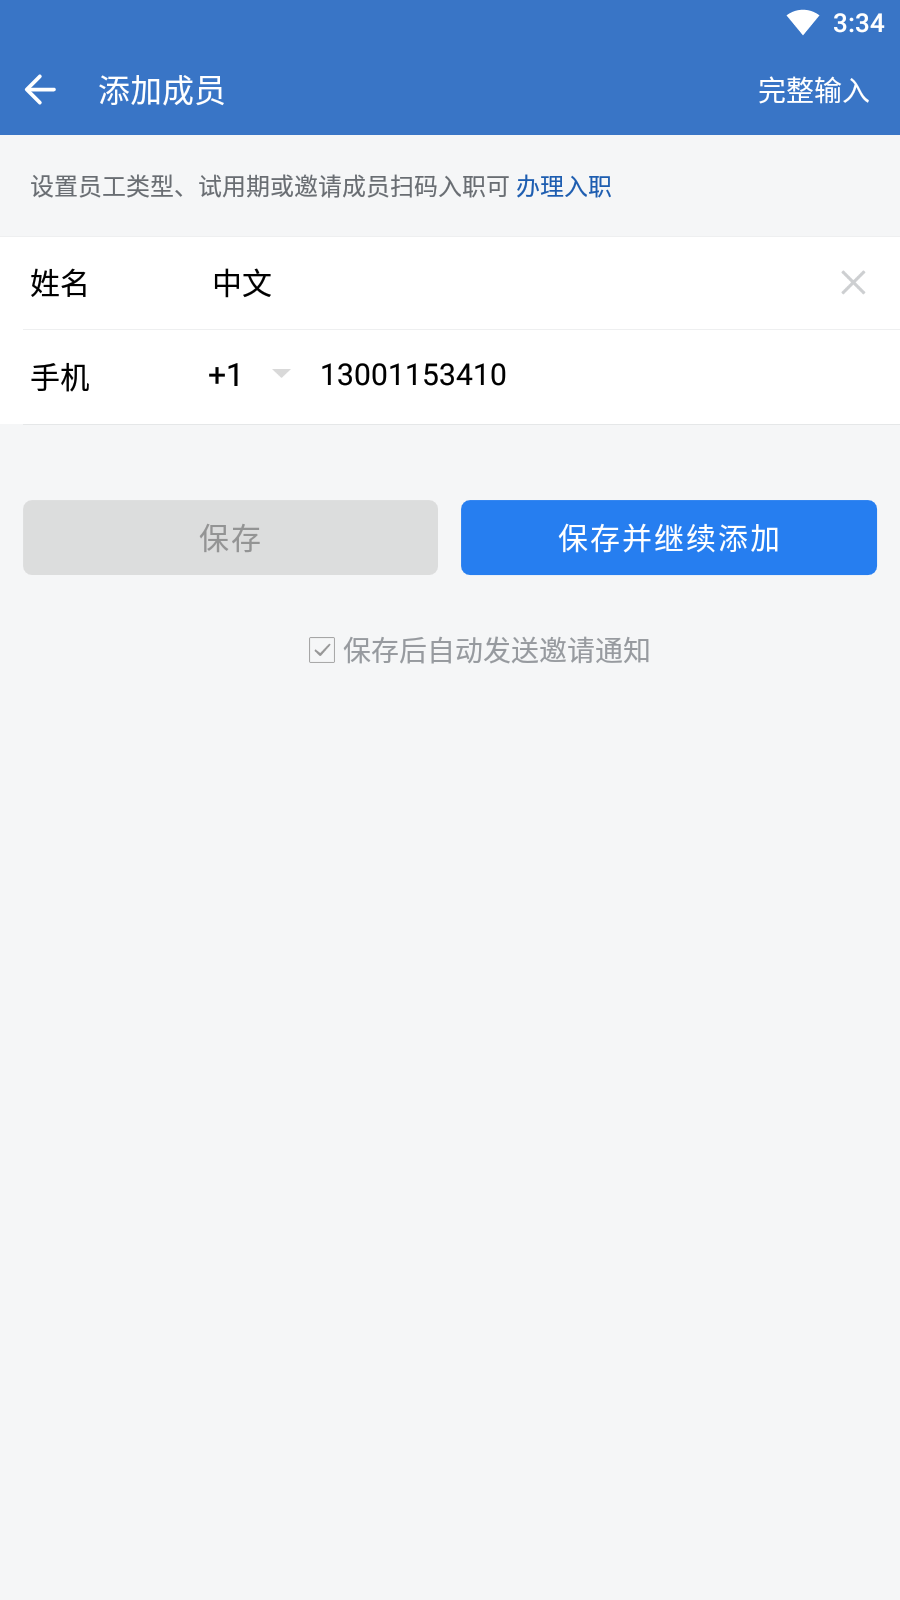 3:34
添加成员
完整输入
设置员工类型、试用期或邀请成员扫码入职可 办理入职
姓名 中文
手机 +1 13001153410
保存
保存并继续添加
保存后自动发送邀请通知